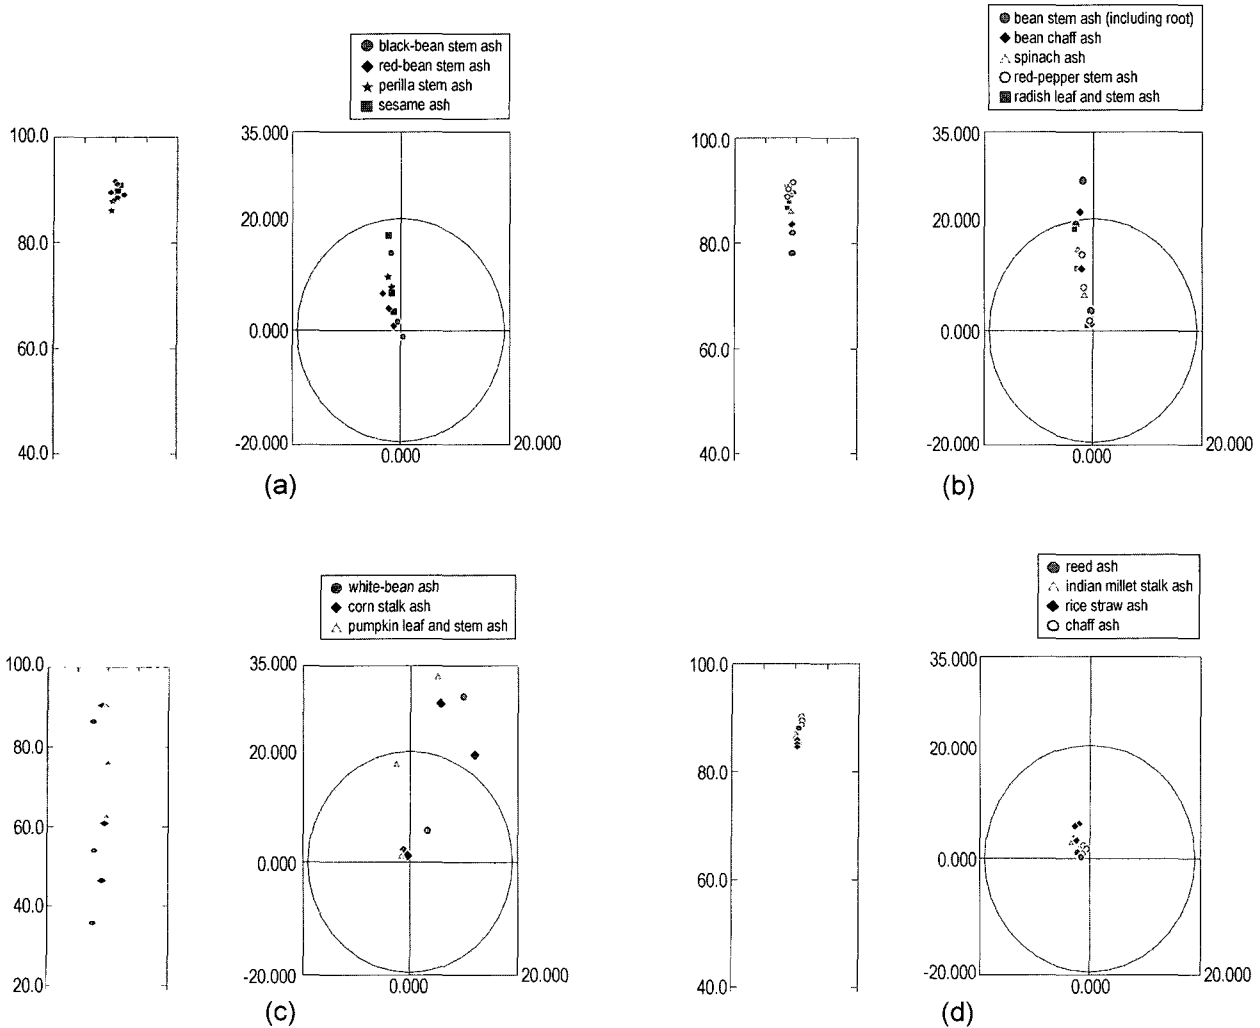 black-bean stem ash
red-bean stem ash
perilla stem ash
sesame ash
100.0
80.0
60.0
40.0
35.000
20.000
0.000
-20.000
0.000
20.000
(a)
bean stem ash (including root)
bean chaff ash
spinach ash
red-pepper stem ash
radish leaf and stem ash
100.0
80.0
60.0
40.0
35.000
20.000
0.000
-20.000
0.000
20.000
(b)
white-bean ash
corn stalk ash
pumpkin leaf and stem ash
100.0
80.0
60.0
40.0
20.0
35.000
20.000
0.000
-20.000
0.000
20.000
(c)
reed ash
indian millet stalk ash
rice straw ash
chaff ash
100.0
80.0
60.0
40.0
35.000
20.000
0.000
-20.000
0.000
20.000
(d)